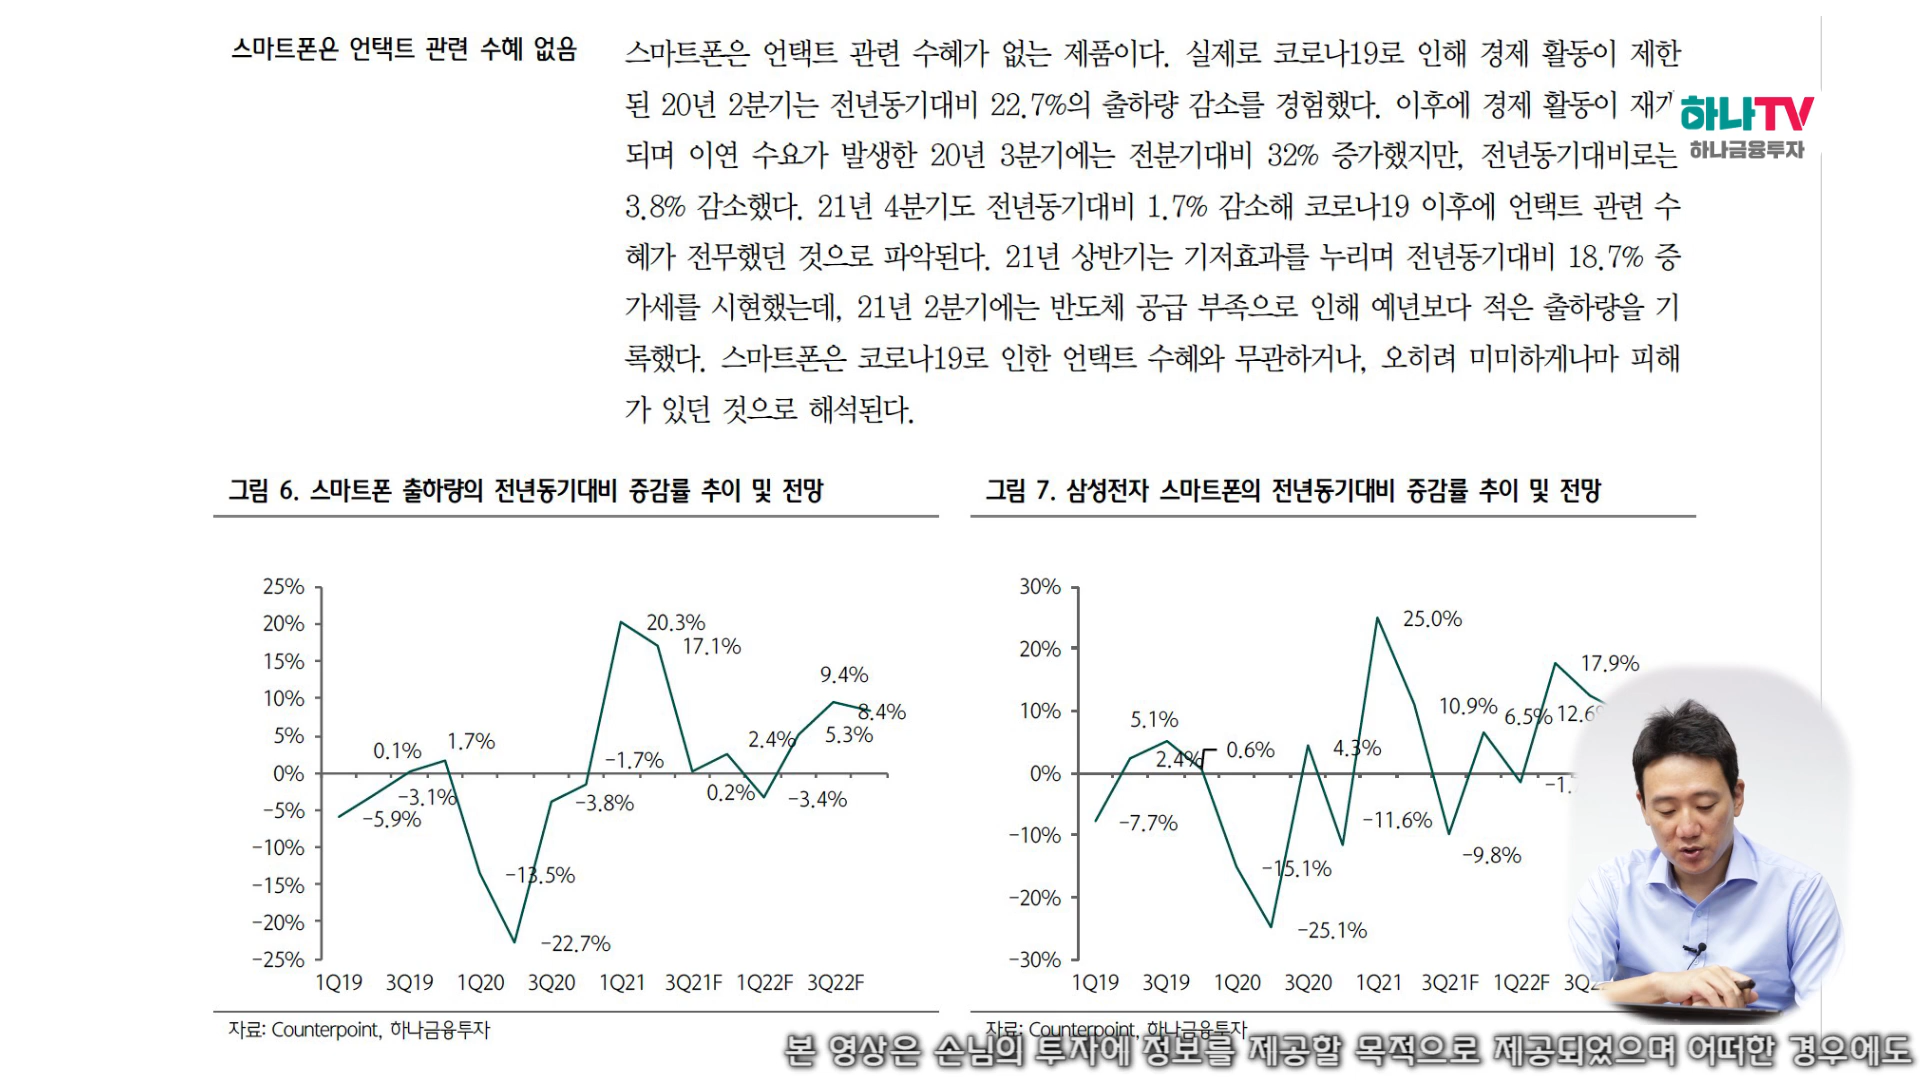 스마트폰은 언택트 관련 수혜 없음
스마트폰은 언택트 관련 수혜가 없는 제품이다. 실제로 코로나19로 인해 경제 활동이 제한
된 20년 2분기는 전년동기대비 22.7%의 출하량 감소를 경험했다. 이후에 경제 활동이 재개
되며 이연 수요가 발생한 20년 3분기에는 전분기대비 32% 증가했지만, 전년동기대비로는
3.8% 감소했다. 21년 4분기도 전년동기대비 1.7% 감소해 코로나19 이후에 언택트 관련 수
혜가 전무했던 것으로 파악된다. 21년 상반기는 기저효과를 누리며 전년동기대비 18.7% 증
가세를 시현했는데, 21년 2분기에는 반도체 공급 부족으로 인해 예년보다 적은 출하량을 기
록했다. 스마트폰은 코로나19로 인한 언택트 수혜와 무관하거나, 오히려 미미하게나마 피해
가 있던 것으로 해석된다.
하나TV
하나금융투자
그림 6. 스마트폰 출하량의 전년동기대비 증감률 추이 및 전망
25%
20%
15%
10%
5%
0%
-5%
-10%
-15%
-20%
-25%
-5.9%
-3.1%
0.1%
1.7%
-13.5%
-22.7%
-3.8%
-1.7%
20.3%
17.1%
0.2%
2.4%
-3.4%
5.3%
9.4%
8.4%
1Q19 3Q19 1Q20 3Q20 1Q21 3Q21F 1Q22F 3Q22F
자료: Counterpoint, 하나금융투자
그림 7. 삼성전자 스마트폰의 전년동기대비 증감률 추이 및 전망
30%
20%
10%
0%
-10%
-20%
-30%
-7.7%
2.4%
5.1%
0.6%
-15.1%
-25.1%
4.3%
-11.6%
25.0%
10.9%
-9.8%
6.5%
-1.
17.9%
12.6
1Q19 3Q19 1Q20 3Q20 1Q21 3Q21F 1Q22F 3Q2
자료: Counterpoint, 하나금융투자
본 영상은 손님의 투자에 정보를 제공할 목적으로 제공되었으며 어떠한 경우에도